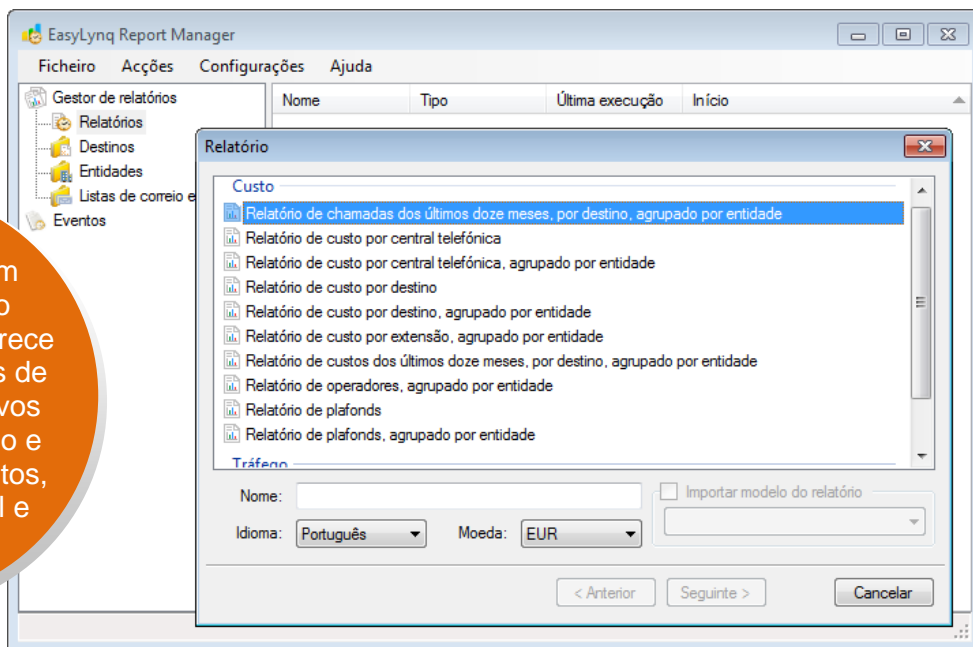 EasyLynq Report Manager
Ficheiro Acções Configurações Ajuda
Gestor de relatórios
Relatórios
Destinos
Entidades
Listas de correio e
Eventos
Nome Tipo Última execução Início
Relatório
Custo
Relatório de chamadas dos últimos doze meses, por destino, agrupado por entidade
Relatório de custo por central telefónica
Relatório de custo por central telefónica, agrupado por entidade
Relatório de custo por destino
Relatório de custo por destino, agrupado por entidade
Relatório de custo por extensão, agrupado por entidade
Relatório de custos dos últimos doze meses, por destino, agrupado por entidade
Relatório de operadores, agrupado por entidade
Relatório de plafonds
Relatório de plafonds, agrupado por entidade
Tráfego
Nome:
Importar modelo do relatório
Idioma: Português Moeda: EUR
< Anterior Seguinte > Cancelar
m
o
rece
s de
vos
o e
tos,
l e